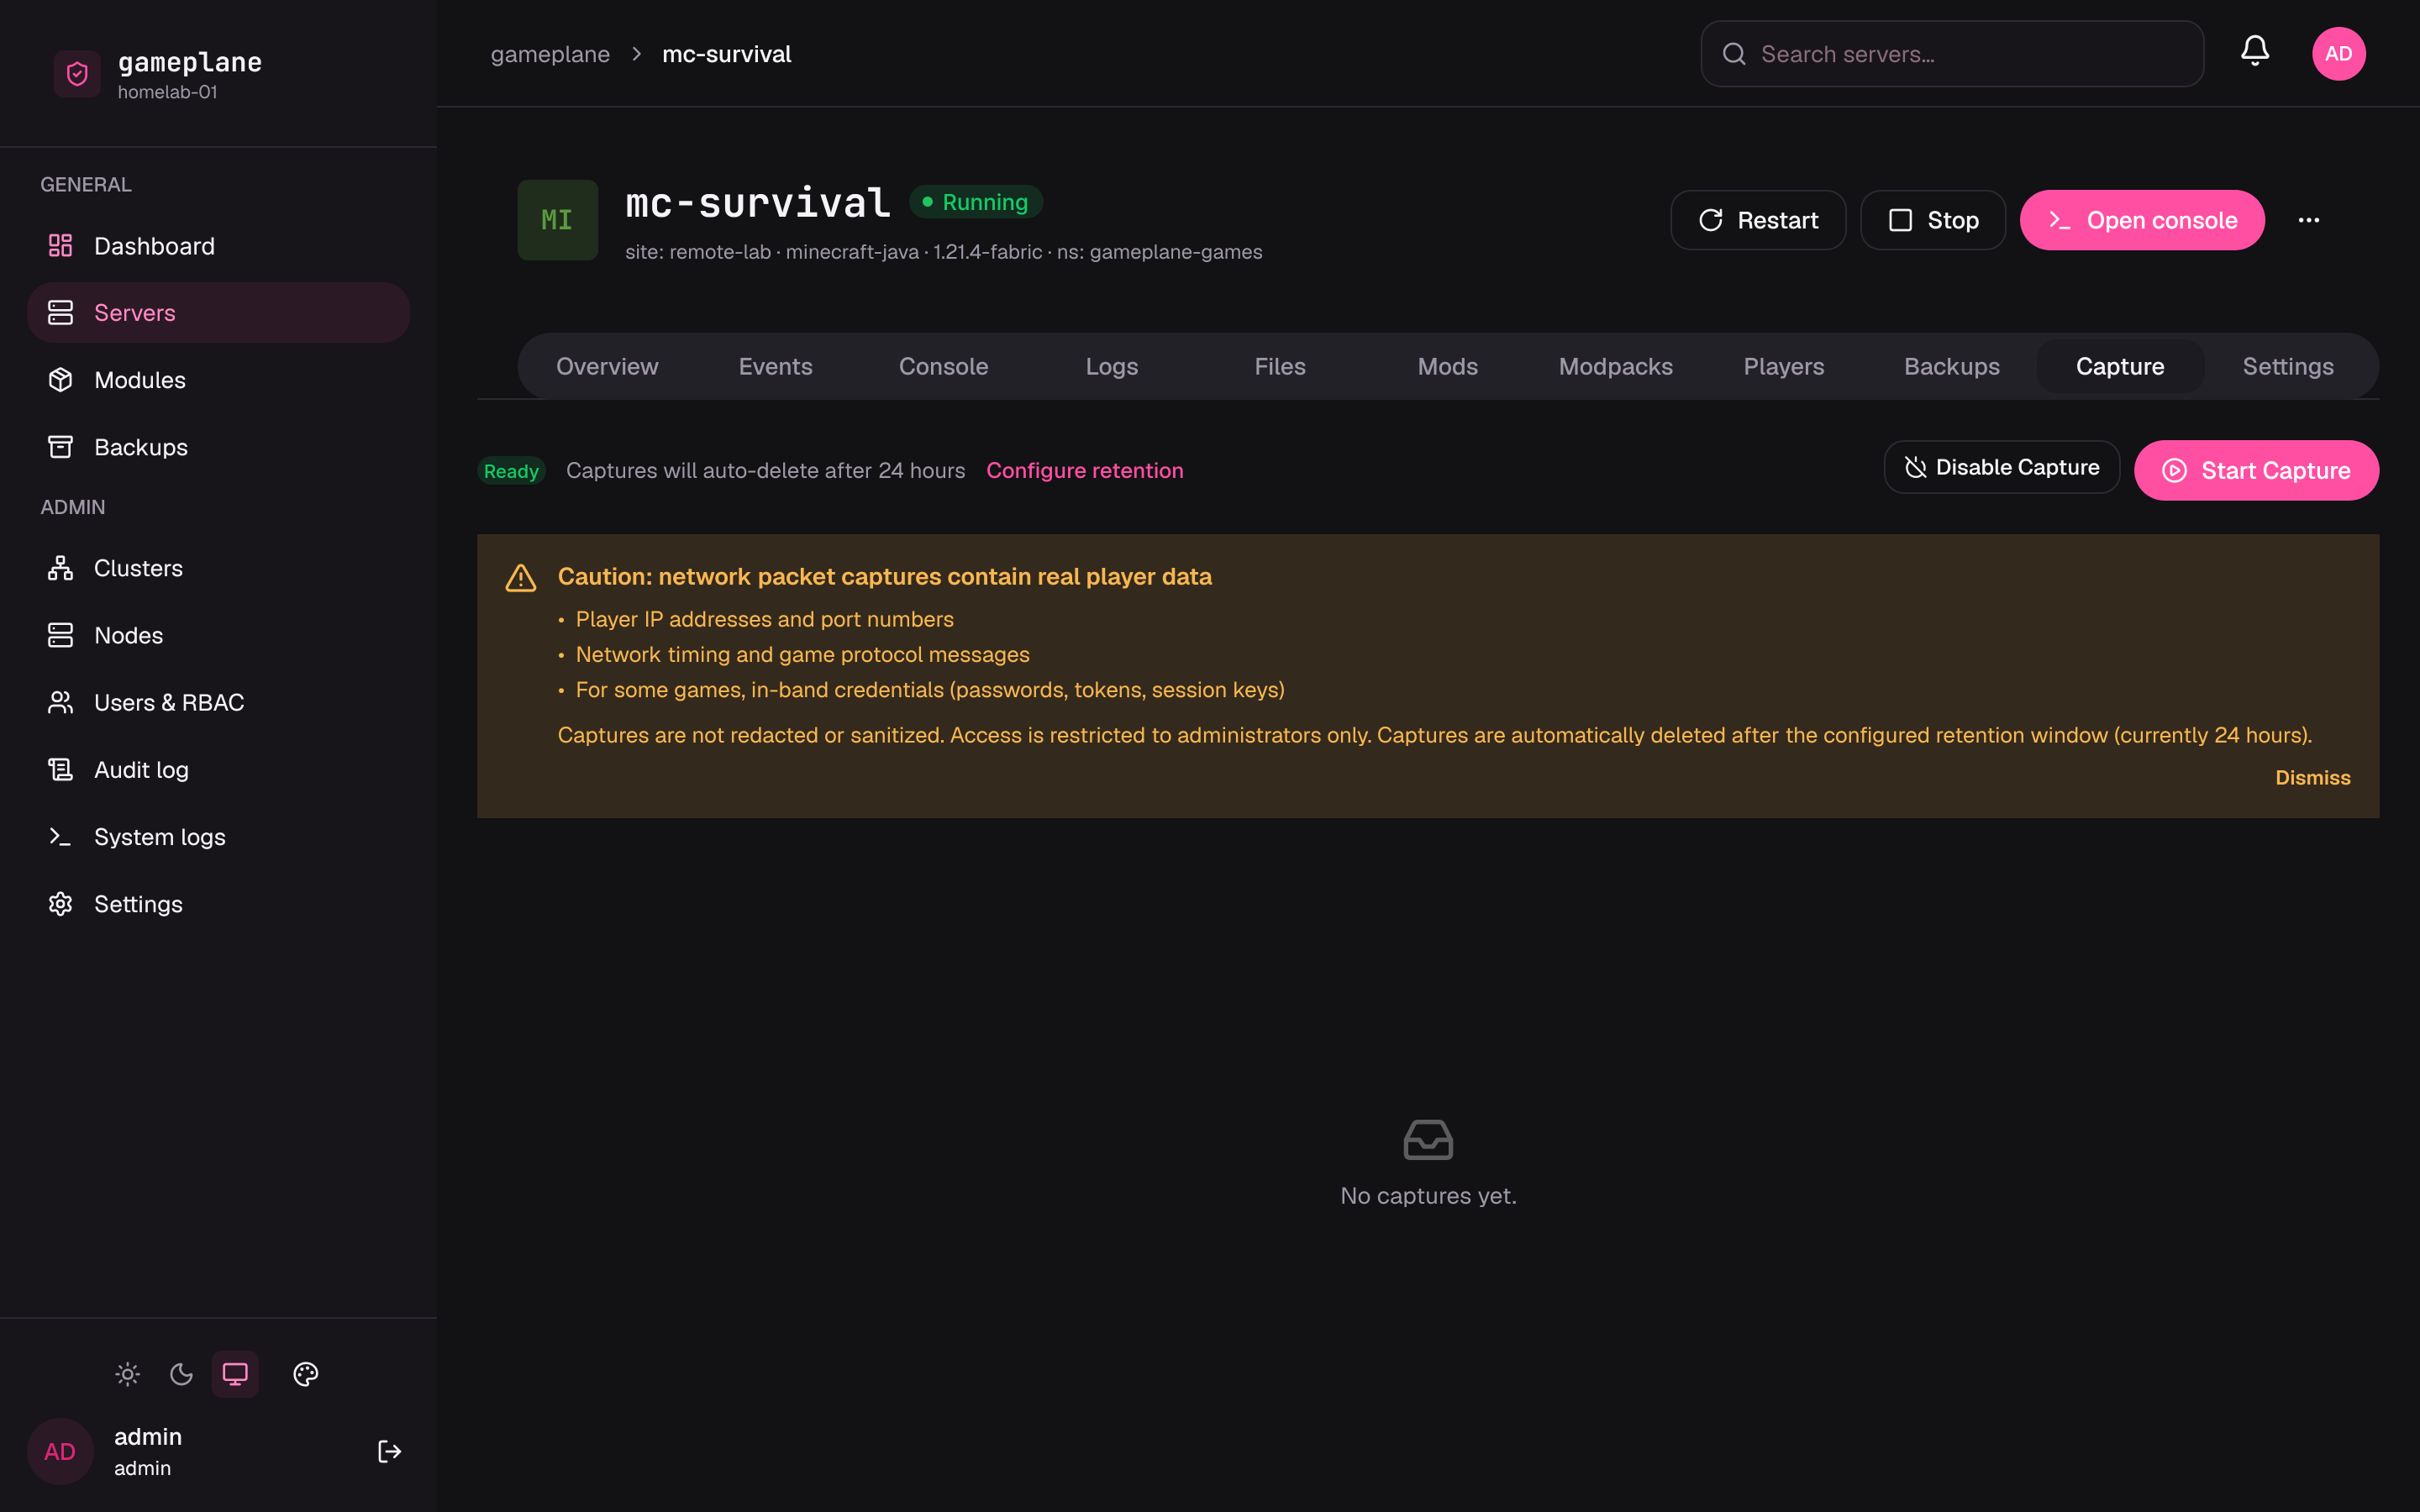 gameplane
homelab-01
gameplane > mc-survival
Search servers...
AD
GENERAL
Dashboard
Servers
Modules
Backups
ADMIN
Clusters
Nodes
Users & RBAC
Audit log
System logs
Settings
AD
admin
admin
MI
mc-survival
Running
site: remote-lab · minecraft-java · 1.21.4-fabric · ns: gameplane-games
Restart
Stop
Open console
Overview
Events
Console
Logs
Files
Mods
Modpacks
Players
Backups
Capture
Settings
Ready
Captures will auto-delete after 24 hours
Configure retention
Disable Capture
Start Capture
Caution: network packet captures contain real player data
• Player IP addresses and port numbers
• Network timing and game protocol messages
• For some games, in-band credentials (passwords, tokens, session keys)
Captures are not redacted or sanitized. Access is restricted to administrators only. Captures are automatically deleted after the configured retention window (currently 24 hours).
Dismiss
No captures yet.